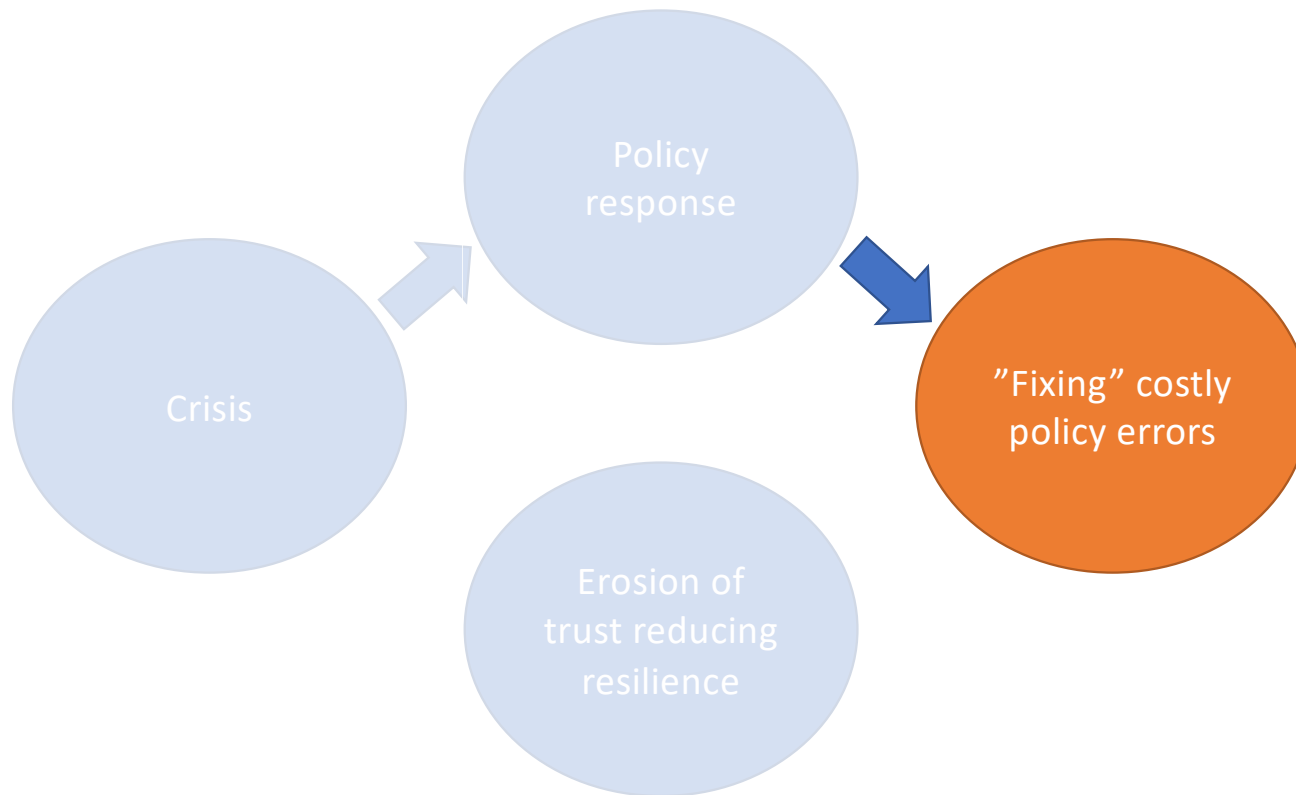 Policy
response
Crisis
”Fixing” costly
policy errors
Erosion of
trust reducing
resilience